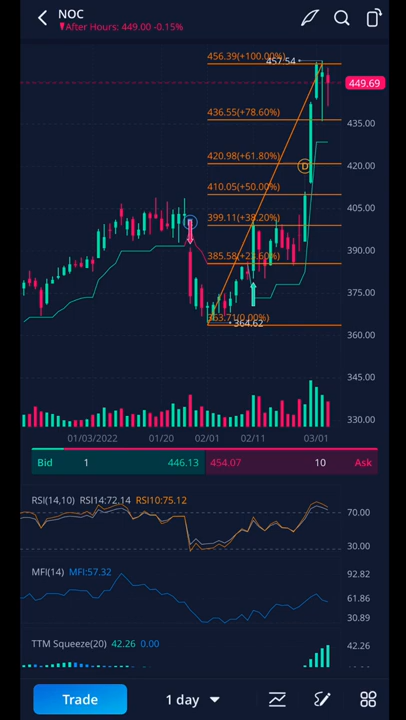 NOC
After Hours: 449.00 -0.15%
456.39(+100.00%)
457.54
449.69
436.55(+78.60%)
435.00
420.98(+61.80%)
420.00
D
410.05(+50.00%)
405.00
399.11(+38.20%)
390.00
385.58(+23.60%)
375.00
363.71(0.00%)
364.62
360.00
345.00
330.00
01/03/2022 01/20 02/01 02/11 03/01
Bid 1 446.13 454.07 10 Ask
RSI(14,10) RSI14:72.14 RSI10:75.12
70.00
30.00
MFI(14) MFI:57.32
92.82
61.86
30.89
TTM Squeeze(20) 42.26 0.00
42.26
Trade 1 day